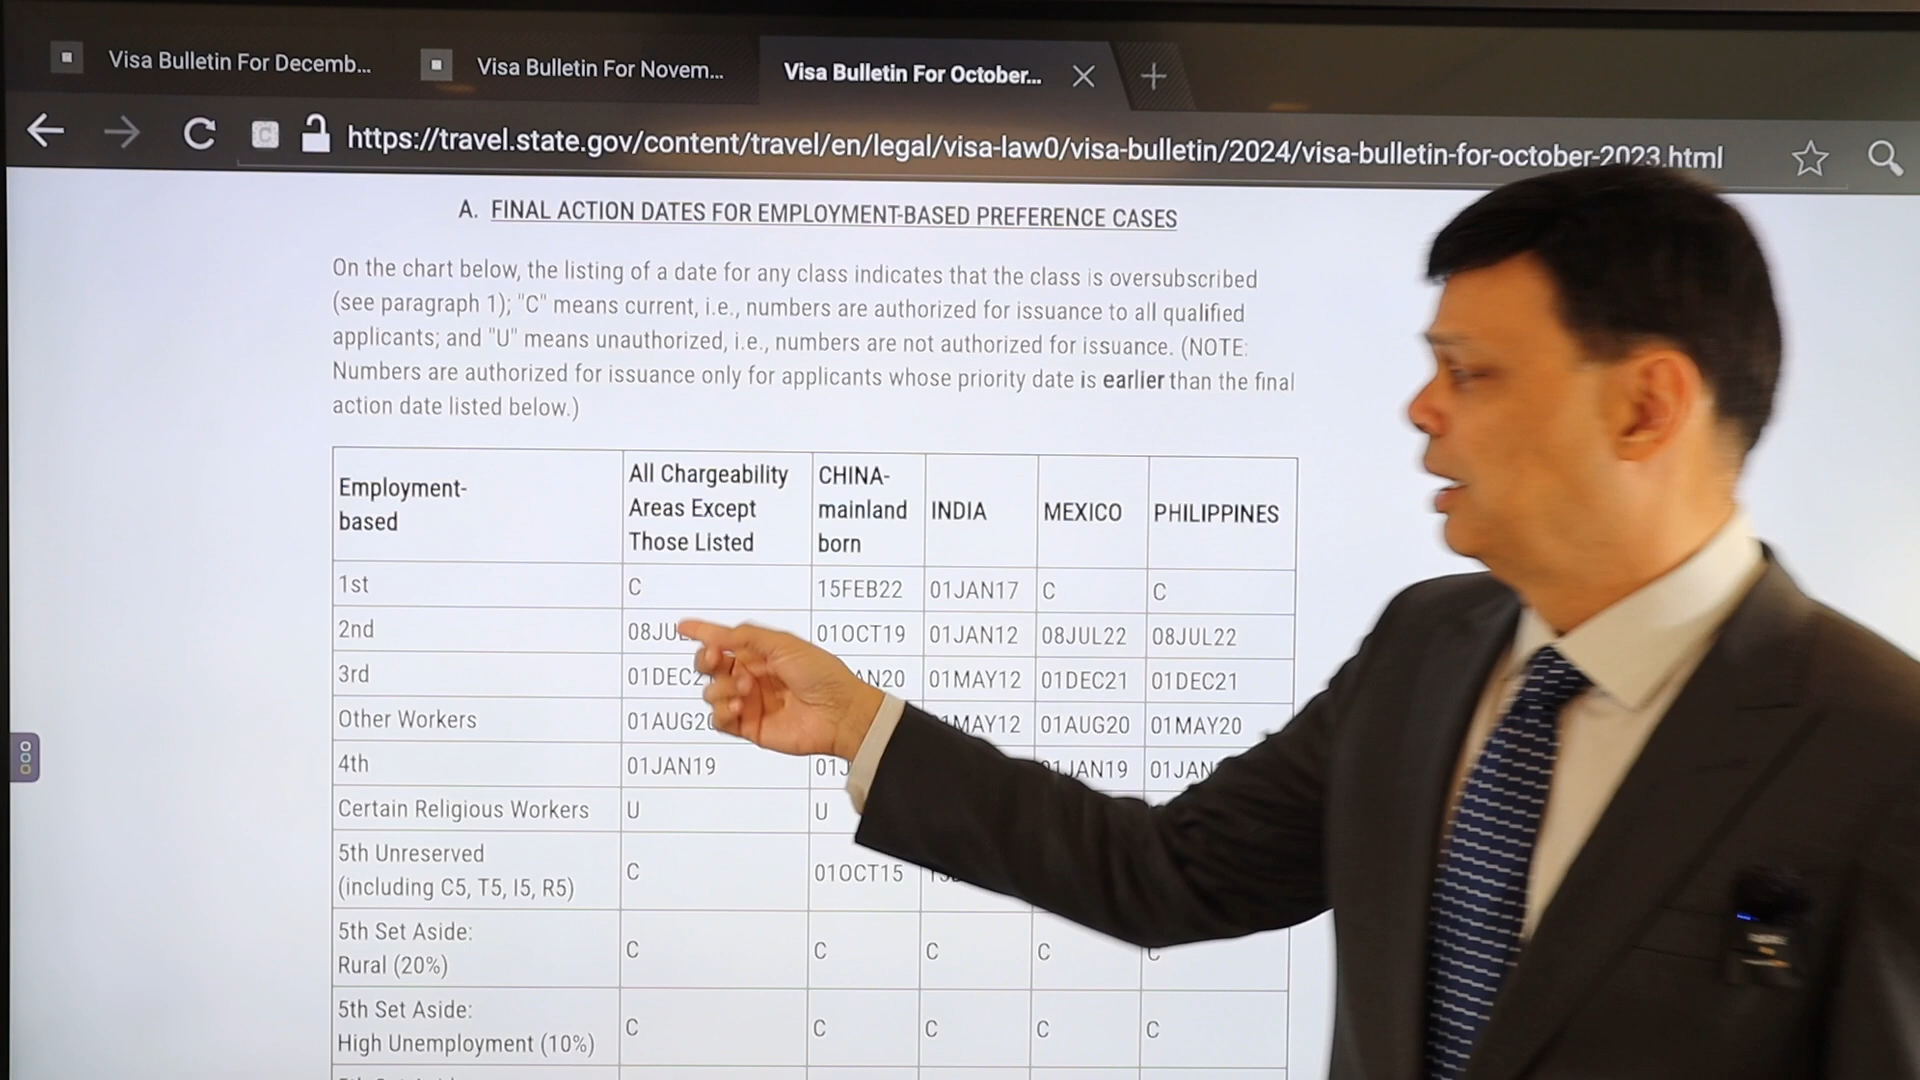 Visa Bulletin For Decemb...
Visa Bulletin For Novem...
Visa Bulletin For October...
https://travel.state.gov/content/travel/en/legal/visa-law0/visa-bulletin/2024/visa-bulletin-for-october-2023.html
A. FINAL ACTION DATES FOR EMPLOYMENT-BASED PREFERENCE CASES
On the chart below, the listing of a date for any class indicates that the class is oversubscribed
(see paragraph 1); "C" means current, i.e., numbers are authorized for issuance to all qualified
applicants; and "U" means unauthorized, i.e., numbers are not authorized for issuance. (NOTE:
Numbers are authorized for issuance only for applicants whose priority date is earlier than the final
action date listed below.)
Employment-
based
All Chargeability
Areas Except
Those Listed
CHINA-
mainland
born
INDIA
MEXICO
PHILIPPINES
1st C 15FEB22 01JAN17 C C
2nd 01OCT19 01JAN12 08JUL22 08JUL22
3rd 01MAY12 01DEC21 01DEC21
Other Workers 01AUG20 01MAY20
4th 01JAN19
Certain Religious Workers U U
5th Unreserved
(including C5, T5, I5, R5)
C 01OCT15
5th Set Aside:
Rural (20%)
C C C C C
5th Set Aside:
High Unemployment (10%)
C C C C C